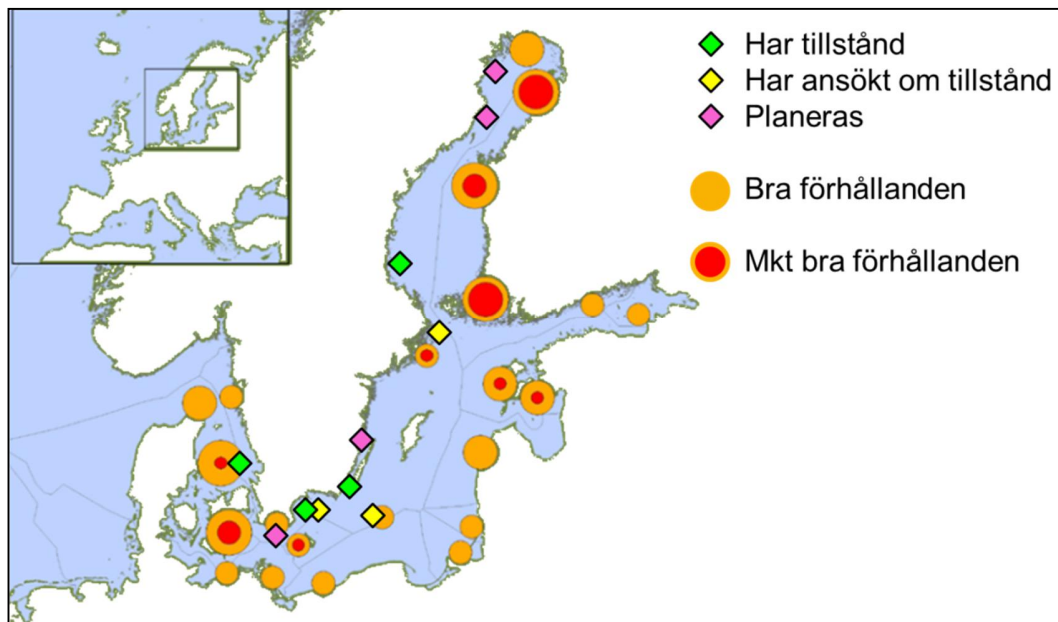 Har tillstånd
Har ansökt om tillstånd
Planeras
Bra förhållanden
Mkt bra förhållanden